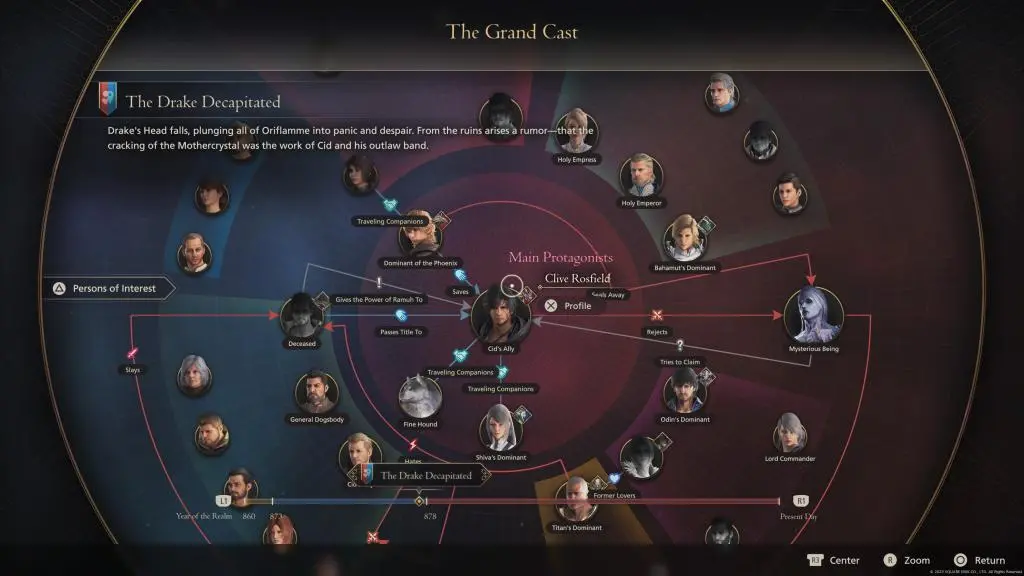 The Grand Cast
The Drake Decapitated
Drake's Head falls, plunging all of Oriflamme into panic and despair. From the ruins arises a rumor—that the
cracking of the Mothercrystal was the work of Cid and his outlaw band.
Holy Empress
Holy Emperor
Traveling Companions
Dominant of the Phoenix
Main Protagonists
Bahamut's Dominant
Clive Rosfield
Persons of Interest
Saves
Seals Away
Gives the Power of Ramuh To
Profile
Passes Title To
Rejects
Deceased
Cid's Ally
Mysterious Being
Tries to Claim
Slays
Traveling Companions
Traveling Companions
General Dogsbody
Fine Hound
Odin's Dominant
Shiva's Dominant
Lord Commander
Hates
The Drake Decapitated
Former Lovers
L1
R1
Year of the Realm
860
873
878
Present Day
Titan's Dominant
R3 Center
R Zoom
Return